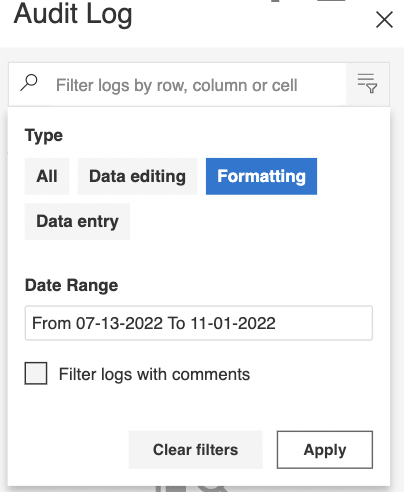 Audit Log
Filter logs by row, column or cell
Type
All Data editing Formatting
Data entry
Date Range
From 07-13-2022 To 11-01-2022
Filter logs with comments
Clear filters Apply